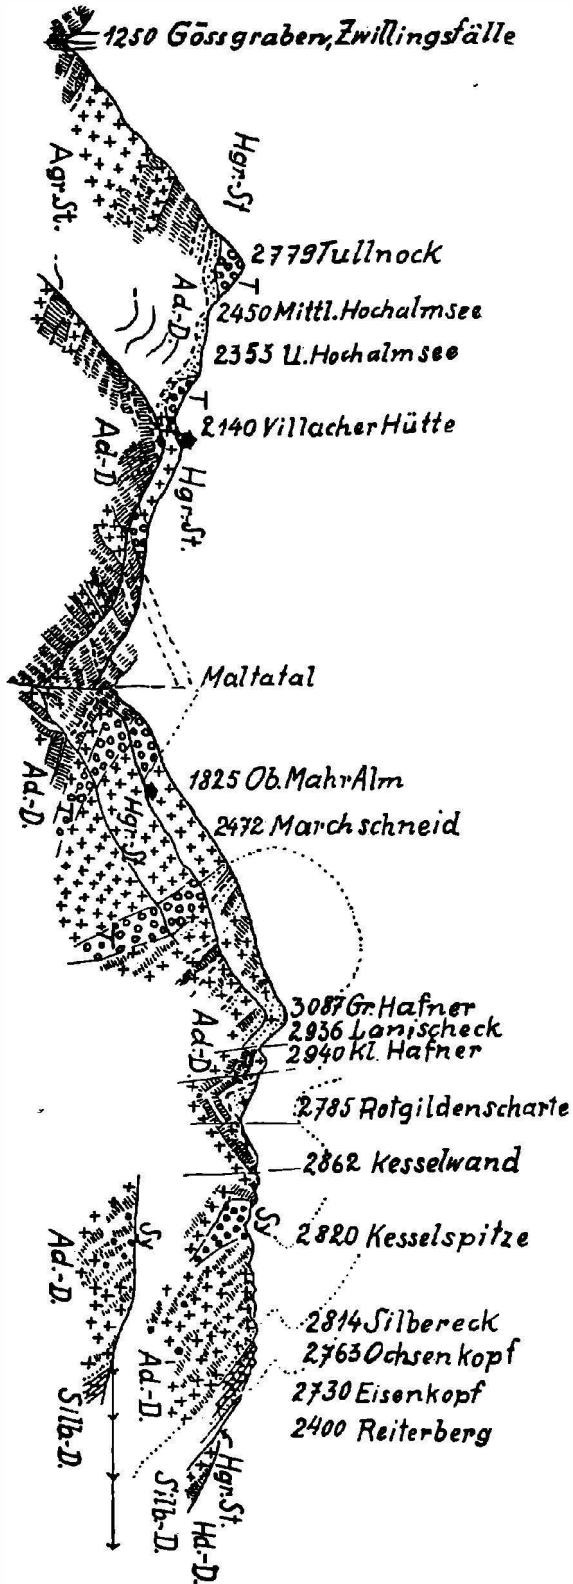 1250 Gössgraben, Zwillingsfälle
Hgr.-St
Agr.St.
2779 Tullnock
T
Ad.-D.
2450 Mittl. Hochalmsee
2353 U. Hochalmsee
T
2140 Villacher Hütte
Ad.-D
Hgr.-St.
Maltatal
1825 Ob. Mahr Alm
Ad.-D.
2472 Marchschneid
3087 Gr. Hafner
2936 Lanischeck
2940 Kl. Hafner
Ad.-D.
2785 Rotgildenscharte
2862 Kesselwand
Sy
Sy
2820 Kesselspitze
Ad.-D.
2814 Silbereck
2763 Ochsenkopf
Ad.-D.
2730 Eisenkopf
Silb-D.
2400 Reiterberg
Hgr.St.
Silb-D.
Hd.-D.